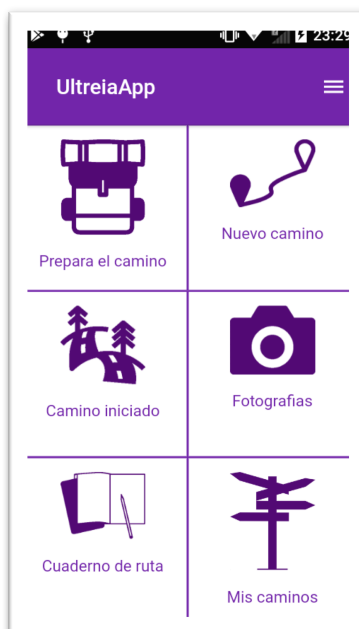 23:29
UltreiaApp
Prepara el camino
Nuevo camino
Camino iniciado
Fotografias
Cuaderno de ruta
Mis caminos